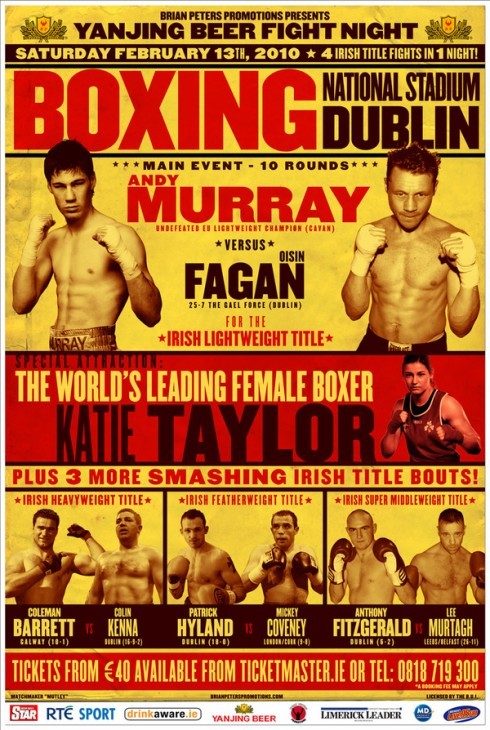 BRIAN PETERS PROMOTIONS PRESENTS
YANJING BEER FIGHT NIGHT
SATURDAY FEBRUARY 13TH, 2010 ★ 4 IRISH TITLE FIGHTS IN 1 NIGHT!
BOXING NATIONAL STADIUM
DUBLIN
★★★ MAIN EVENT - 10 ROUNDS ★★★
ANDY
MURRAY
UNDEFEATED EU LIGHTWEIGHT CHAMPION (CAVAN)
★ VERSUS ★
OISIN
FAGAN
25-7 THE GAEL FORCE (DUBLIN)
FOR THE
★ IRISH LIGHTWEIGHT TITLE ★
SPECIAL ATTRACTION:
THE WORLD'S LEADING FEMALE BOXER
KATIE TAYLOR
PLUS 3 MORE SMASHING IRISH TITLE BOUTS!
★ IRISH HEAVYWEIGHT TITLE ★
COLEMAN
BARRETT
GALWAY (10-1)
VS
COLIN
KENNA
DUBLIN (16-9-2)
★ IRISH FEATHERWEIGHT TITLE ★
PATRICK
HYLAND
DUBLIN (18-0)
VS
MICKEY
COVENEY
LONDON/CORK (9-8)
★ IRISH SUPER MIDDLEWEIGHT TITLE ★
ANTHONY
FITZGERALD
DUBLIN (6-2)
VS
LEE
MURTAGH
LEEDS/BELFAST (26-11)
TICKETS FROM €40 AVAILABLE FROM TICKETMASTER.IE OR TEL: 0818 719 300
*A BOOKING FEE MAY APPLY
MATCHMAKER "MUTLEY"
BRIANPETERSPROMOTIONS.COM
LICENSED BY THE B.U.I.
STAR
RTÉ SPORT
drinkaware.ie
YANJING BEER
LIMERICK LEADER
MD